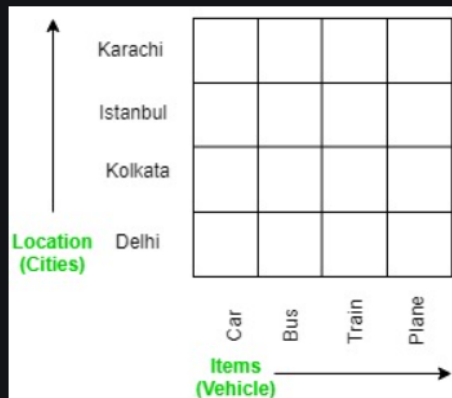 Karachi
Istanbul
Kolkata
Location
(Cities)
Delhi
Car
Bus
Train
Plane
Items
(Vehicle)